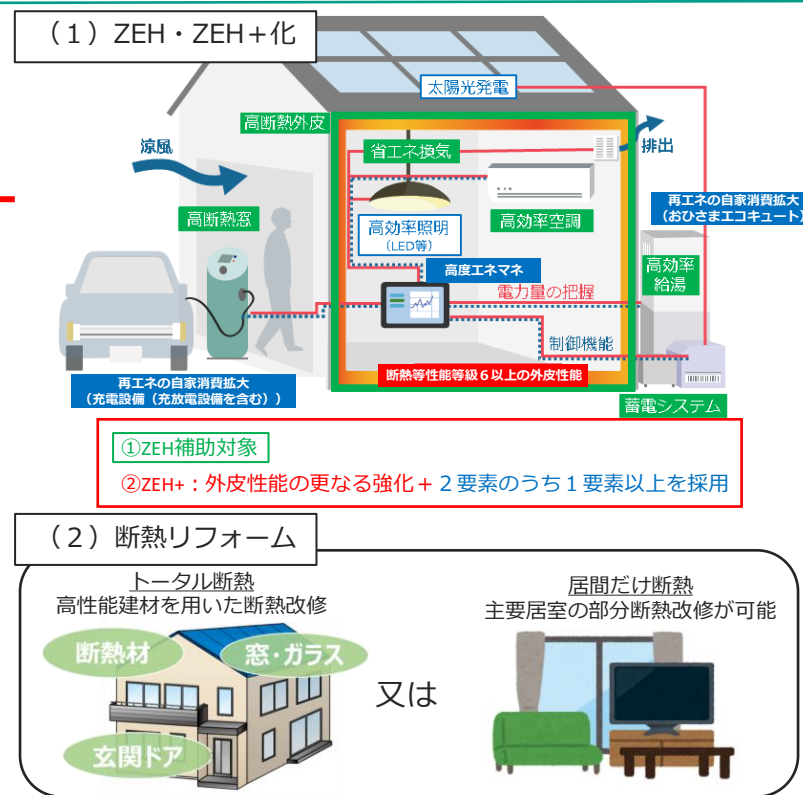 （１）ZEH・ZEH＋化
太陽光発電
高断熱外皮
涼風
省エネ換気
排出
再エネの自家消費拡大
（おひさまエコキュート）
高断熱窓
高効率照明
（LED等）
高効率空調
高効率
給湯
高度エネマネ
電力量の把握
制御機能
再エネの自家消費拡大
（充電設備（充放電設備を含む））
断熱等性能等級６以上の外皮性能
蓄電システム
①ZEH補助対象
②ZEH+：外皮性能の更なる強化＋２要素のうち１要素以上を採用
（２）断熱リフォーム
トータル断熱
高性能建材を用いた断熱改修
断熱材
窓・ガラス
玄関ドア
又は
居間だけ断熱
主要居室の部分断熱改修が可能